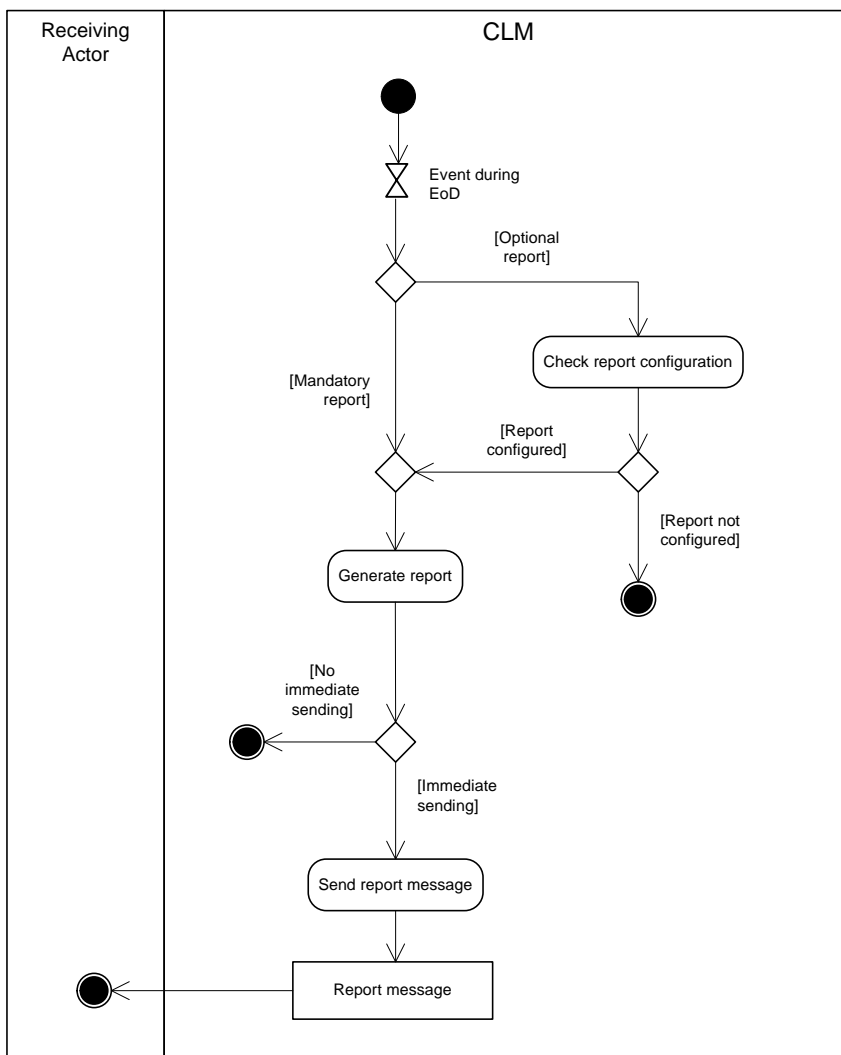 Receiving
Actor
CLM
Event during
EoD
[Optional
report]
Check report configuration
[Mandatory
report]
[Report
configured]
[Report not
configured]
Generate report
[No
immediate
sending]
[Immediate
sending]
Send report message
Report message